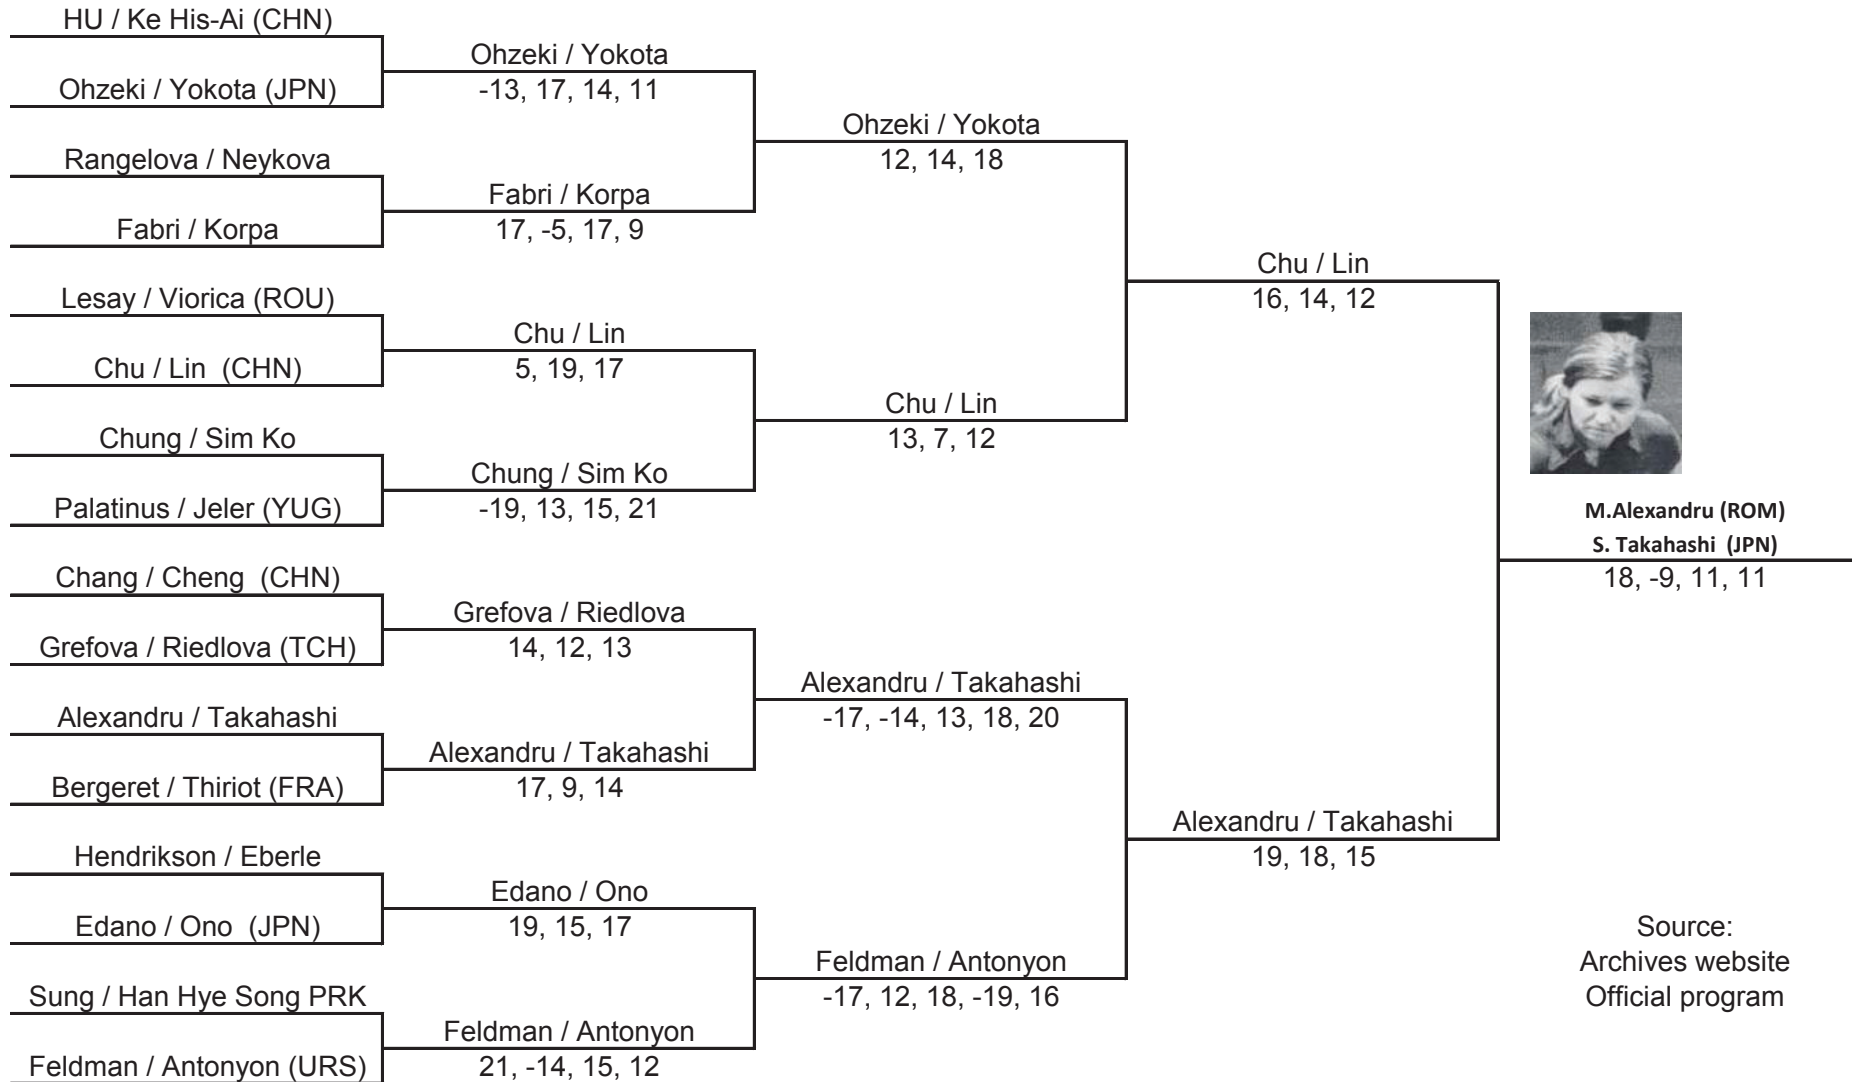 HU / Ke His-Ai (CHN)
Ohzeki / Yokota (JPN)
Rangelova / Neykova
Fabri / Korpa
Lesay / Viorica (ROU)
Chu / Lin  (CHN)
Chung / Sim Ko
Palatinus / Jeler (YUG)
Chang / Cheng  (CHN)
Grefova / Riedlova (TCH)
Alexandru / Takahashi
Bergeret / Thiriot (FRA)
Hendrikson / Eberle
Edano / Ono  (JPN)
Sung / Han Hye Song PRK
Feldman / Antonyon (URS)
Ohzeki / Yokota
-13, 17, 14, 11
Fabri / Korpa
17, -5, 17, 9
Chu / Lin
5, 19, 17
Chung / Sim Ko
-19, 13, 15, 21
Grefova / Riedlova
14, 12, 13
Alexandru / Takahashi
17, 9, 14
Edano / Ono
19, 15, 17
Feldman / Antonyon
21, -14, 15, 12
Ohzeki / Yokota
12, 14, 18
Chu / Lin
13, 7, 12
Alexandru / Takahashi
-17, -14, 13, 18, 20
Feldman / Antonyon
-17, 12, 18, -19, 16
Chu / Lin
16, 14, 12
Alexandru / Takahashi
19, 18, 15
M.Alexandru (ROM)
S. Takahashi  (JPN)
18, -9, 11, 11
Source:
Archives website
Official program